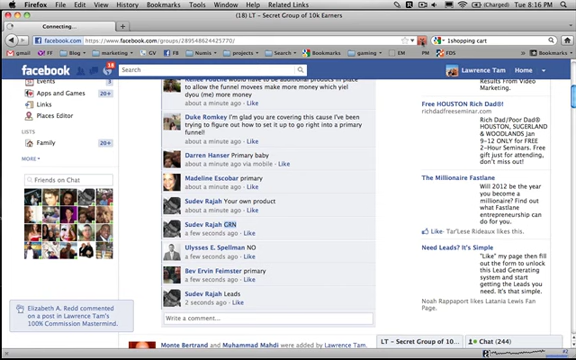 Firefox File Edit View History Bookmarks Tools Window Help Related Links
(Charged) Tue 8:16 PM
(18) LT – Secret Group of 10k Earners
Connecting...
facebook.com https://www.facebook.com/groups/289548624425770/
1shopping cart
Blog marketing GV FB Numis projects Search Bookmarks gaming EM PM FDS Bookmarks
facebook 18 Search Lawrence Tam Home
Events 1
Apps and Games 20+
Links
Places Editor
LISTS
Family 20+
MORE
Friends on Chat
to allow the funnel moves make more money which yiel
dyou (me) more money
about a minute ago · Like
Duke Romkey I'm glad you are covering this cause I've been
trying to figure out how to set it up to go right into a primary
funnel!
about a minute ago · Like
Darren Hanser Primary baby
about a minute ago via mobile · Like
Madeline Escobar primary
about a minute ago · Like
Sudev Rajah Your own product
about a minute ago · Like
Sudev Rajah GRN
a few seconds ago · Like
Ulysses E. Spellman NO
a few seconds ago · Like
Bev Ervin Feimster primary
a few seconds ago · Like
Sudev Rajah Leads
2 seconds ago · Like
Write a comment...
Monte Bertrand and Muhammad Mahdi were added by Lawrence Tam.
Results From Video
Marketing.
Free HOUSTON Rich Dad®!
richdadfreeseminar.com
Rich Dad/Poor Dad®
HOUSTON, SUGERLAND
& WOODLANDS Jan
9-12 ONLY FOR FREE
2-Hour Seminars. Free
gift just for attending,
don't miss out!
The Millionaire Fastlane
Will 2012 be the year
you become a
millionaire? Find out
what Fastlane
entrepreneurship can
do for you.
Like · Tar'Lese Rideaux likes this.
Need Leads? It's Simple
"Like" my page then spell
out the form to unlock
this Lead Generating
system and start
getting the leads you
need. It's that simple.
Noah Rappahorn likes Latania Lewis Fan
Page.
Elizabeth A. Redd commented
on a post in Lawrence Tam's
100% Commission Mastermind.
LT – Secret Group of 10... Chat (244)
#2